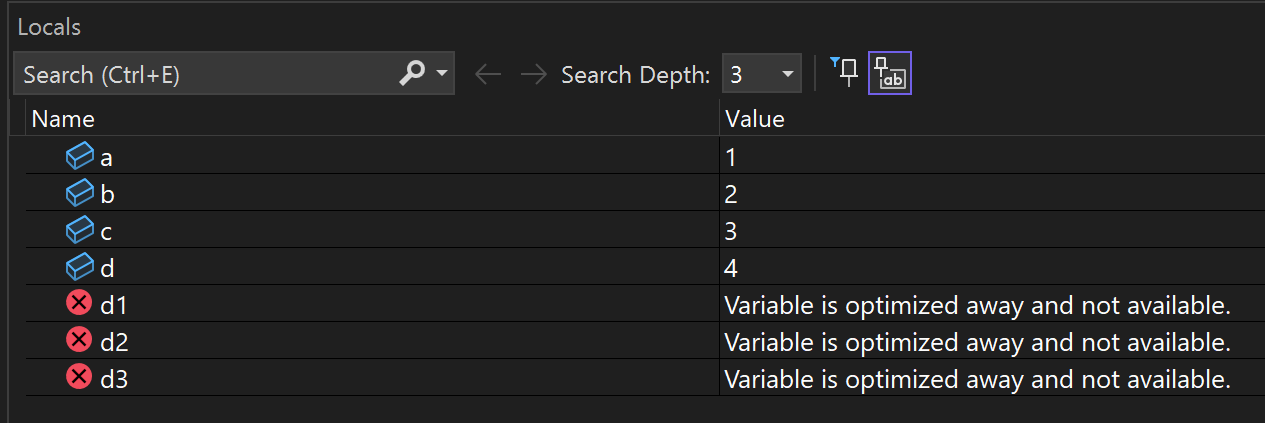 Locals
Search (Ctrl+E) Search Depth: 3 ab
Name Value
a 1
b 2
c 3
d 4
d1 Variable is optimized away and not available.
d2 Variable is optimized away and not available.
d3 Variable is optimized away and not available.